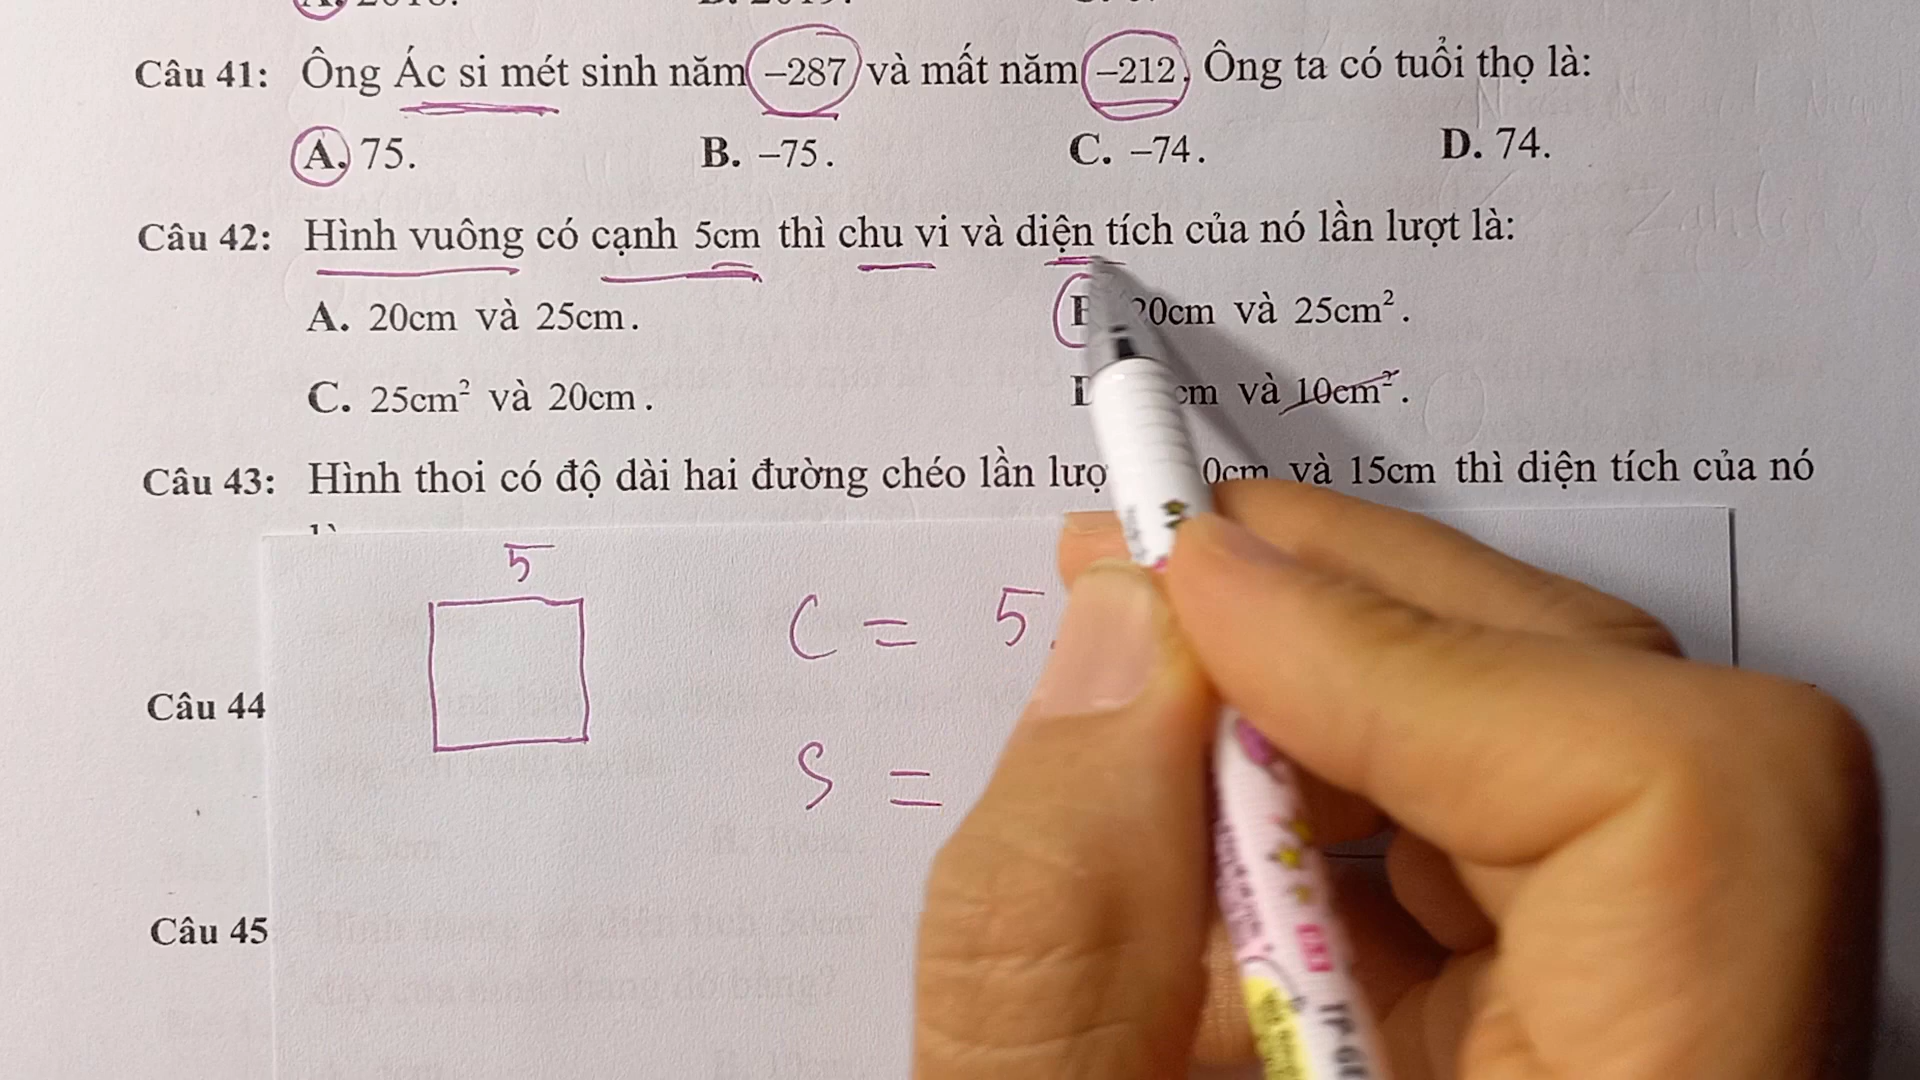 Câu 41: Ông Ác si mét sinh năm –287 và mất năm –212. Ông ta có tuổi thọ là:
A. 75. B. –75. C. –74. D. 74.
Câu 42: Hình vuông có cạnh 5cm thì chu vi và diện tích của nó lần lượt là:
A. 20cm và 25cm. 20cm và 25cm².
C. 25cm² và 20cm. cm và 10cm².
Câu 43: Hình thoi có độ dài hai đường chéo lần 0cm và 15cm thì diện tích của nó
5
C = 5.
Câu 44
S =
Câu 45